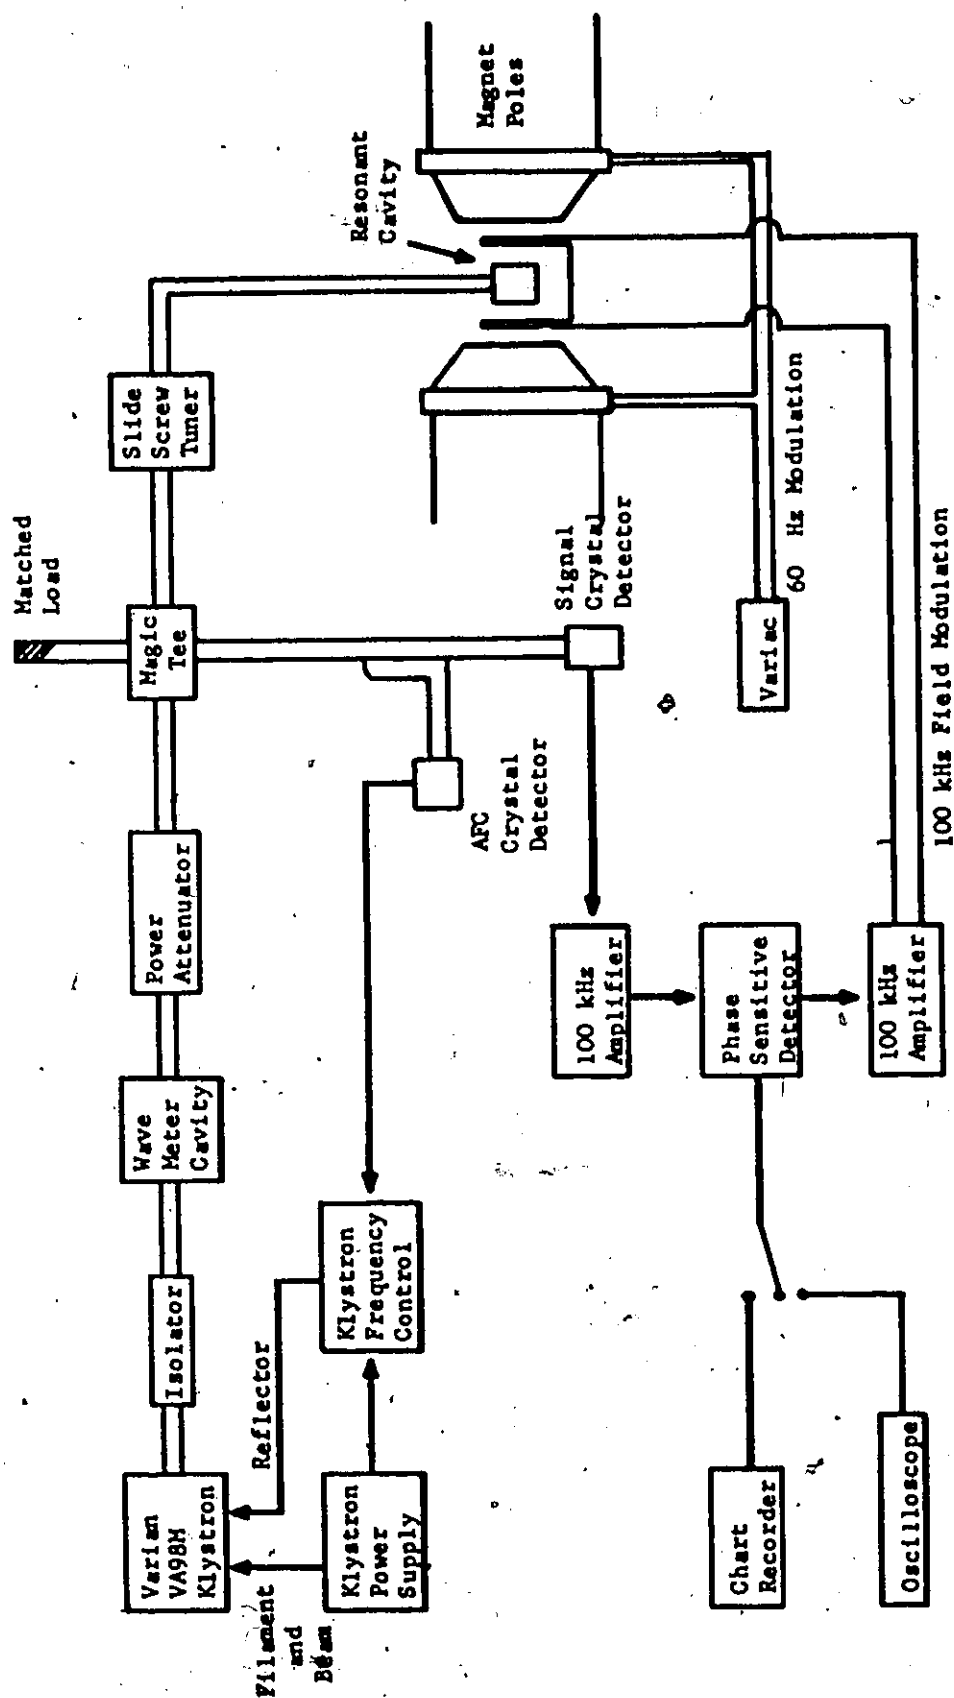 Matched
Load
Varian
VA98M
Klystron
Isolator
Wave
Meter
Cavity
Power
Attenuator
Magic
Tee
Slide
Screw
Tuner
Resonant
Cavity
Magnet
Poles
Filament
and
Beam
Reflector
Klystron
Power
Supply
Klystron
Frequency
Control
AFC
Crystal
Detector
Signal
Crystal
Detector
100 kHz
Amplifier
Phase
Sensitive
Detector
100 kHz
Amplifier
Variac
60 Hz Modulation
100 kHz Field Modulation
Chart
Recorder
Oscilloscope